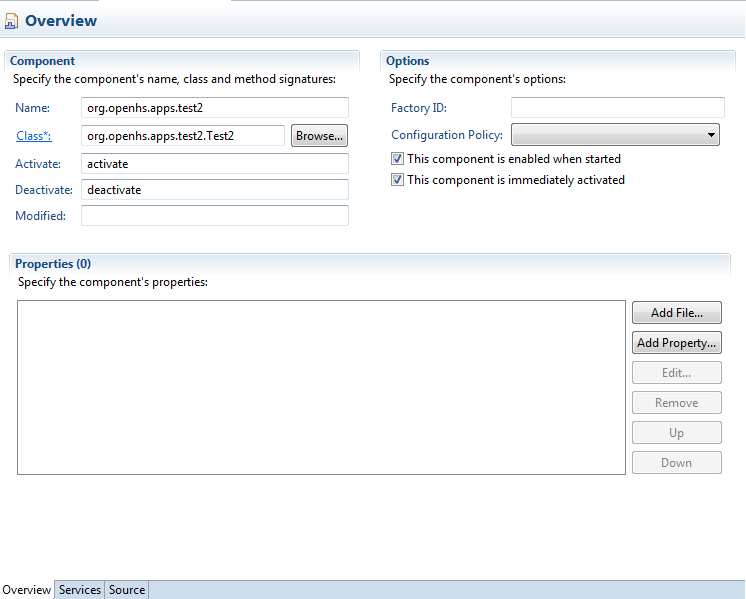 Overview
Component
Specify the component's name, class and method signatures:
Name: org.openhs.apps.test2
Class*: org.openhs.apps.test2.Test2 Browse...
Activate: activate
Deactivate: deactivate
Modified:
Options
Specify the component's options:
Factory ID:
Configuration Policy:
This component is enabled when started
This component is immediately activated
Properties (0)
Specify the component's properties:
Add File...
Add Property...
Edit...
Remove
Up
Down
Overview Services Source